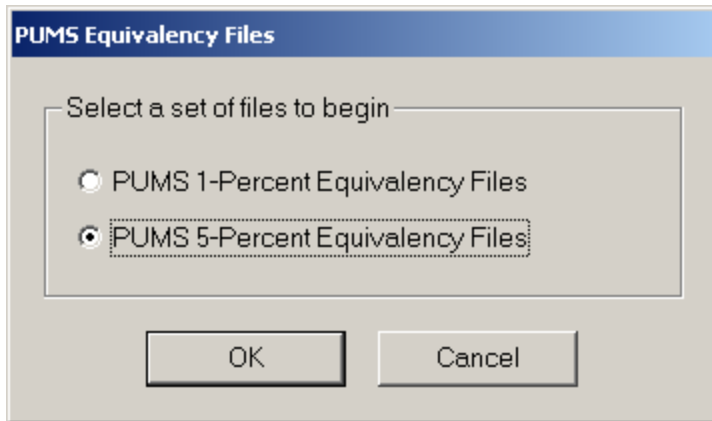 PUMS Equivalency Files
Select a set of files to begin
PUMS 1-Percent Equivalency Files
PUMS 5-Percent Equivalency Files
OK Cancel